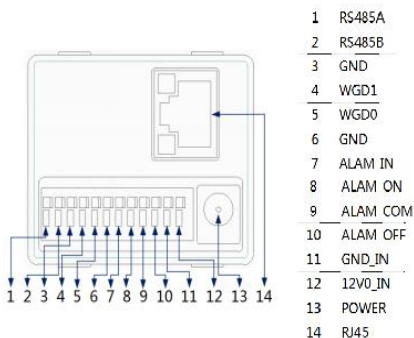 1 2 3 4 5 6 7 8 9 10 11 12 13 14
1 RS485A
2 RS485B
3 GND
4 WGD1
5 WGD0
6 GND
7 ALAM IN
8 ALAM ON
9 ALAM COM
10 ALAM OFF
11 GND_IN
12 12V0_IN
13 POWER
14 RJ45